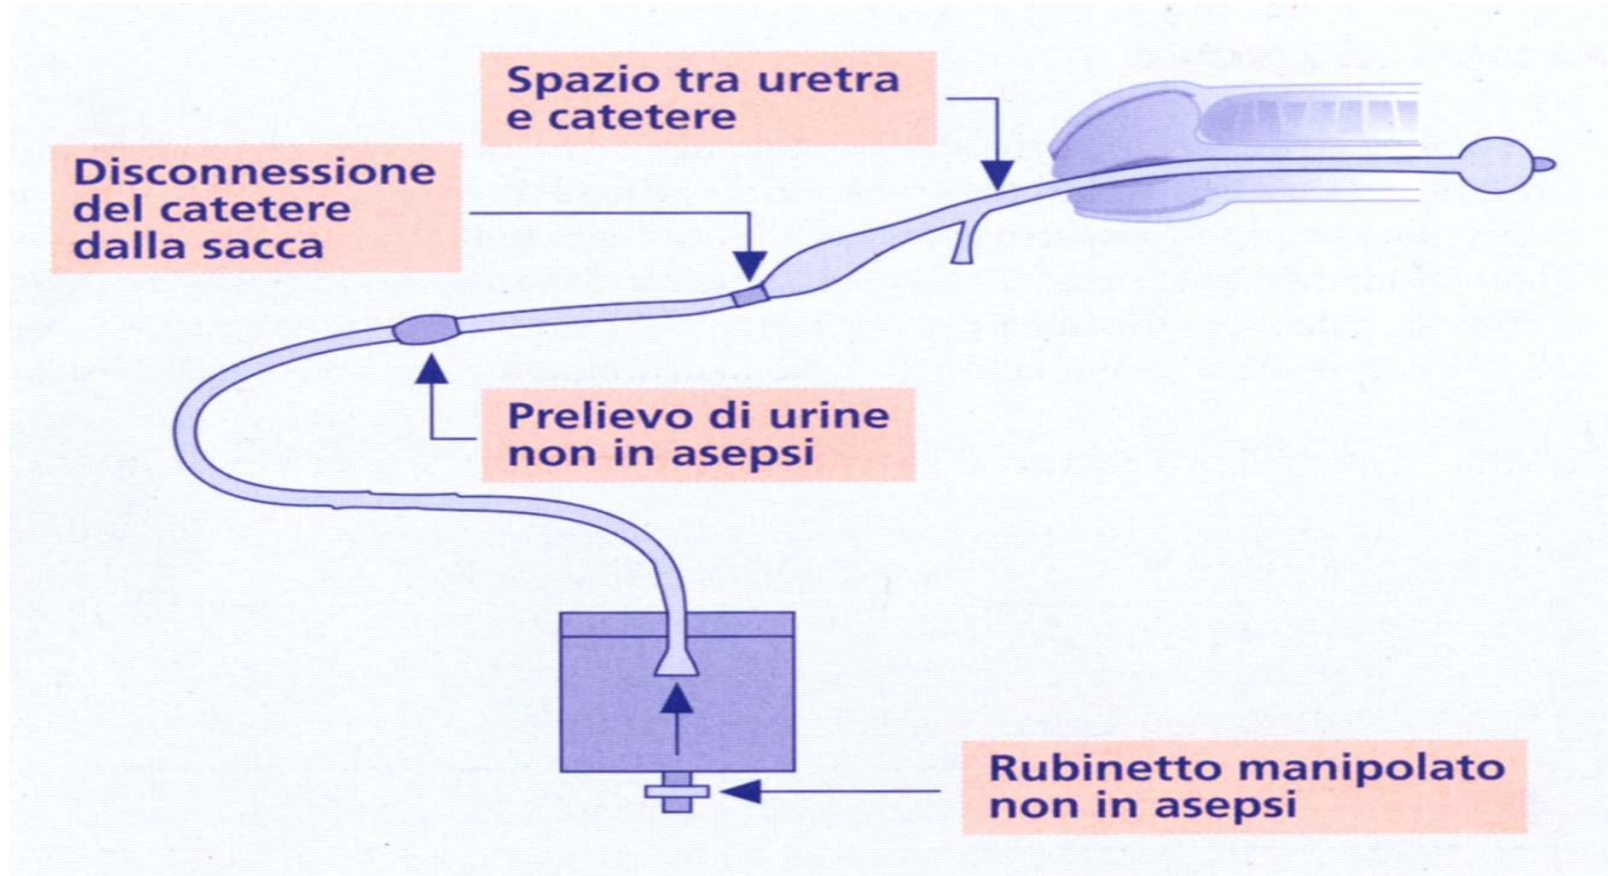 Spazio tra uretra
e catetere
Disconnessione
del catetere
dalla sacca
Prelievo di urine
non in asepsi
Rubinetto manipolato
non in asepsi